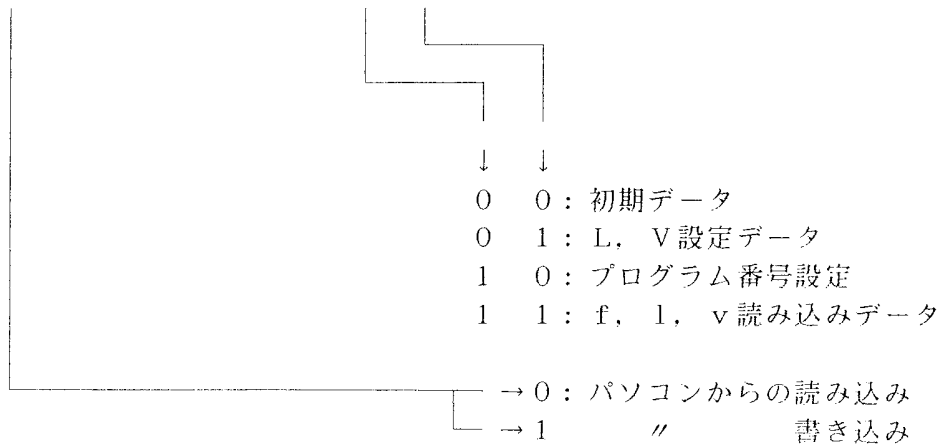 ↓ ↓
0 0: 初期データ
0 1: L, V設定データ
1 0: プログラム番号設定
1 1: f, l, v読み込みデータ
→0: パソコンからの読み込み
→1 〃 書き込み